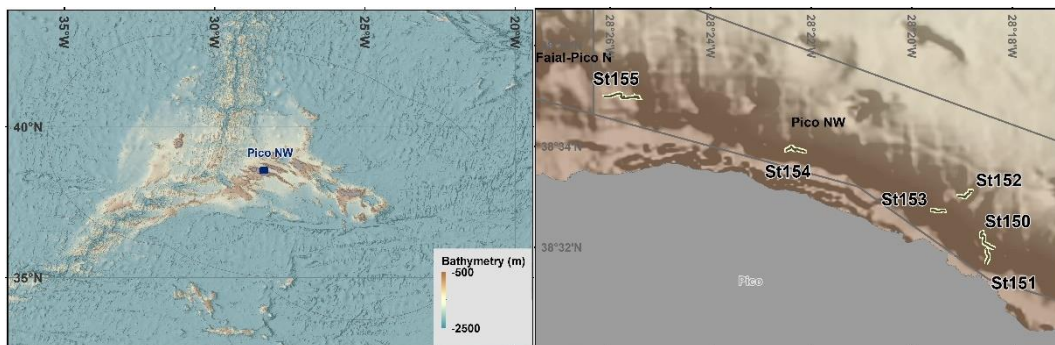 35°W
30°W
25°W
20°W
40°N
Pico NW
35°N
Bathymetry (m)
-500
-2500
28°26'W
28°24'W
28°22'W
28°20'W
28°18'W
Faial-Pico N
St155
Pico NW
38°34'N
St154
St153
St152
St150
38°32'N
Pico
St151